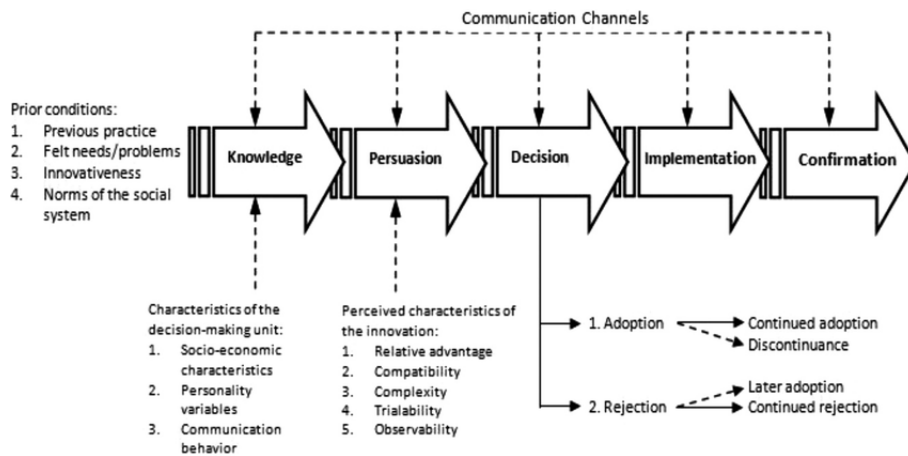 Communication Channels
Prior conditions:
1. Previous practice
2. Felt needs/problems
3. Innovativeness
4. Norms of the social
system
Knowledge
Persuasion
Decision
Implementation
Confirmation
Characteristics of the
decision-making unit:
1. Socio-economic
characteristics
2. Personality
variables
3. Communication
behavior
Perceived characteristics of
the innovation:
1. Relative advantage
2. Compatibility
3. Complexity
4. Trialability
5. Observability
1. Adoption
Continued adoption
Discontinuance
2. Rejection
Later adoption
Continued rejection